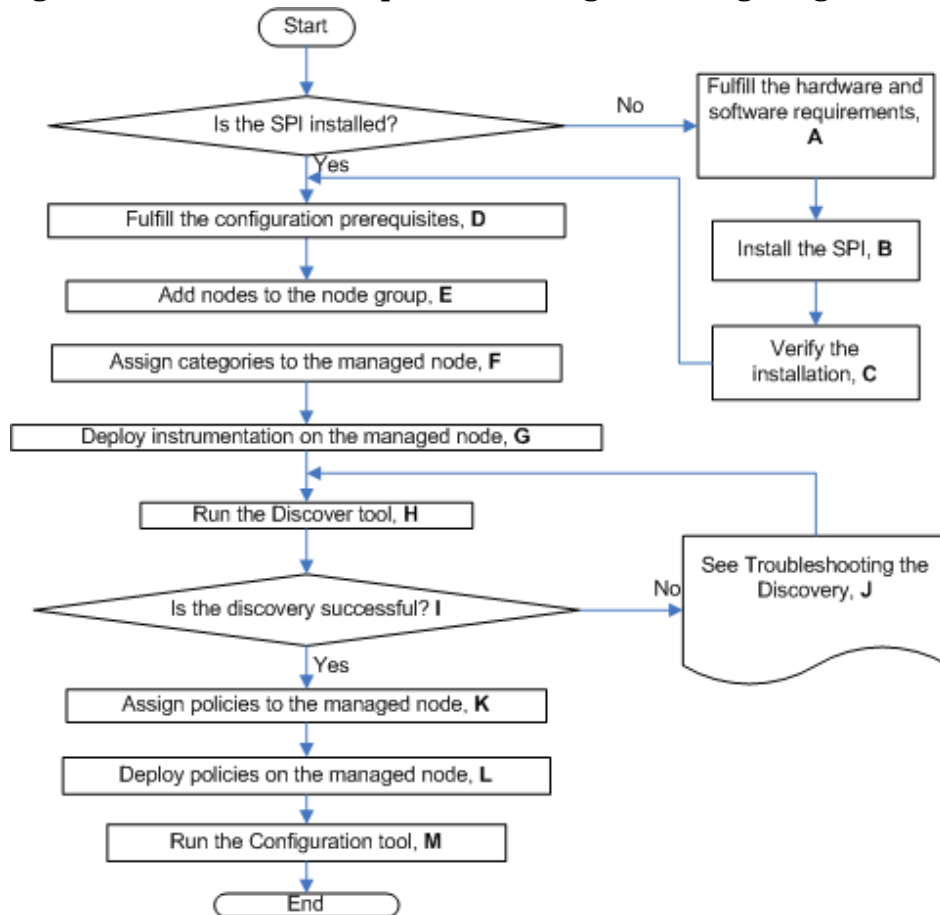 Start
Is the SPI installed?
No
Fulfill the hardware and
software requirements,
A
Yes
Fulfill the configuration prerequisites, D
Install the SPI, B
Add nodes to the node group, E
Verify the
installation, C
Assign categories to the managed node, F
Deploy instrumentation on the managed node, G
Run the Discover tool, H
See Troubleshooting the
Discovery, J
Is the discovery successful? I
No
Yes
Assign policies to the managed node, K
Deploy policies on the managed node, L
Run the Configuration tool, M
End